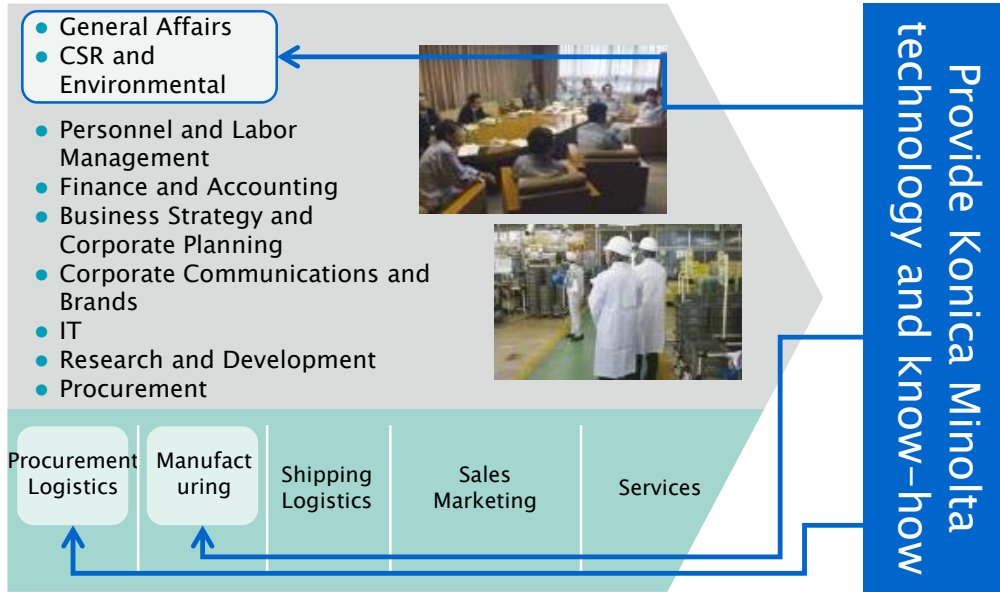 General Affairs
CSR and
Environmental
Personnel and Labor
Management
Finance and Accounting
Business Strategy and
Corporate Planning
Corporate Communications and
Brands
IT
Research and Development
Procurement
Procurement
Logistics
Manufact
uring
Shipping
Logistics
Sales
Marketing
Services
Provide Konica Minolta
technology and know-how